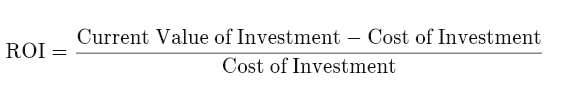 ROI = Current Value of Investment − Cost of Investment
Cost of Investment